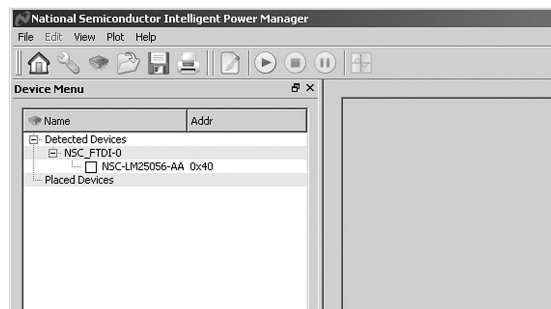 National Semiconductor Intelligent Power Manager
File Edit View Plot Help
Device Menu
Name Addr
Detected Devices
NSC_FTDI-0
NSC-LM25056-AA 0x40
Placed Devices